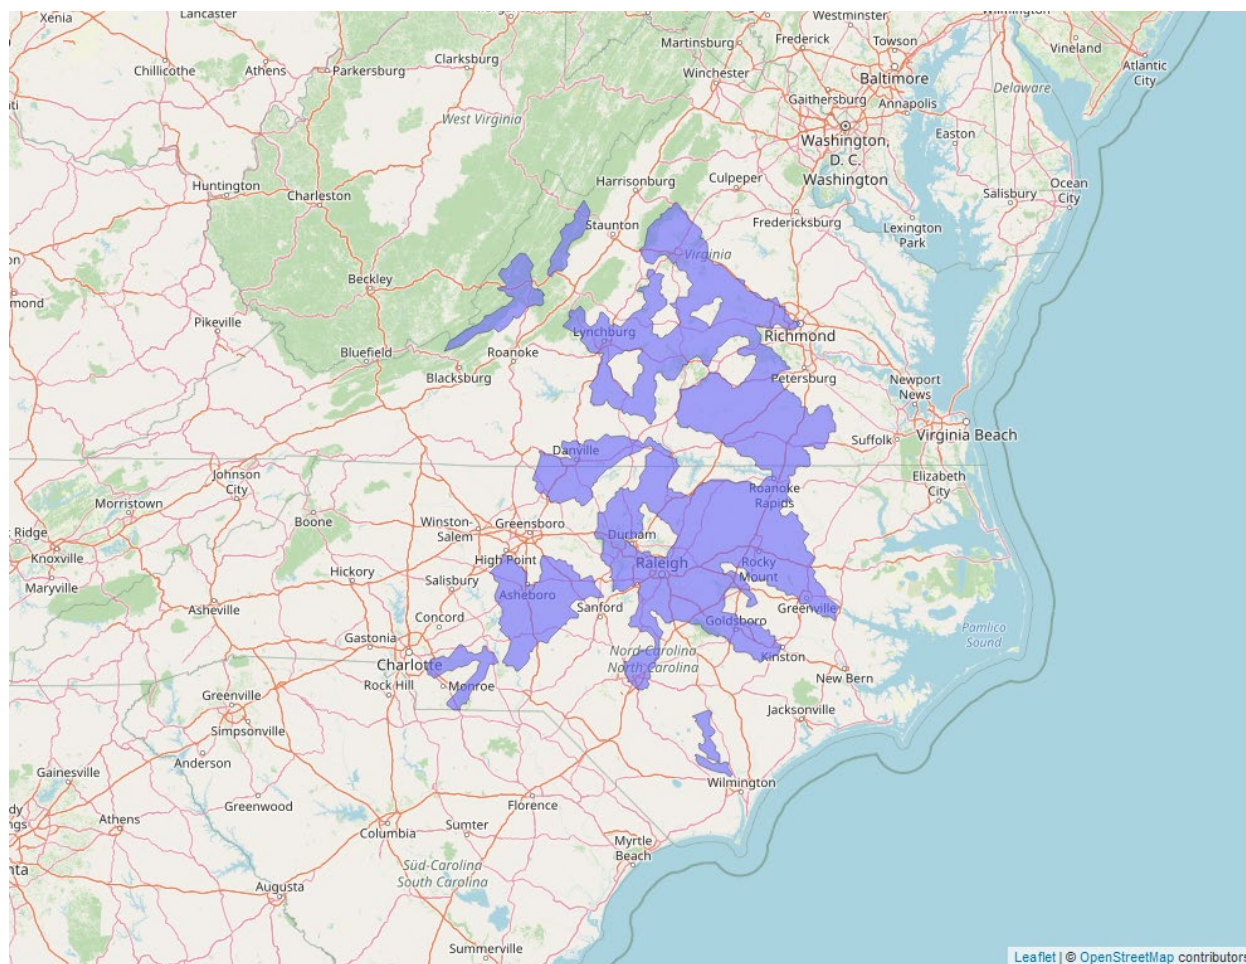 Xenia
Lancaster
Chillicothe
Athens
Parkersburg
Clarksburg
Martinsburg
Winchester
Westminster
Frederick
Towson
Baltimore
Gaithersburg
Annapolis
Wilmington
Vineland
Atlantic
City
Delaware
West Virginia
Washington,
D. C.
Washington
Easton
Huntington
Charleston
Harrisonburg
Culpeper
Salisbury
Ocean
City
Staunton
Fredericksburg
Lexington
Park
Virginia
Beckley
mond
Pikeville
Lynchburg
Richmond
Bluefield
Roanoke
Blacksburg
Petersburg
Newport
News
Suffolk
Virginia Beach
Danville
Johnson
City
Elizabeth
City
Morristown
Boone
Roanoke
Rapids
Winston-
Salem
Greensboro
Ridge
Knoxville
Durham
High Point
Raleigh
Rocky
Mount
Maryville
Hickory
Salisbury
Asheboro
Asheville
Sanford
Greenville
Concord
Goldsboro
Pamlico
Sound
Gastonia
Charlotte
Nord-Carolina
North Carolina
Kinston
Rock Hill
Monroe
New Bern
Greenville
Simpsonville
Jacksonville
Anderson
Gainesville
Wilmington
Greenwood
Florence
Athens
Columbia
Sumter
Myrtle
Beach
Süd-Carolina
South Carolina
Augusta
Summerville
Leaflet | © OpenStreetMap contributors